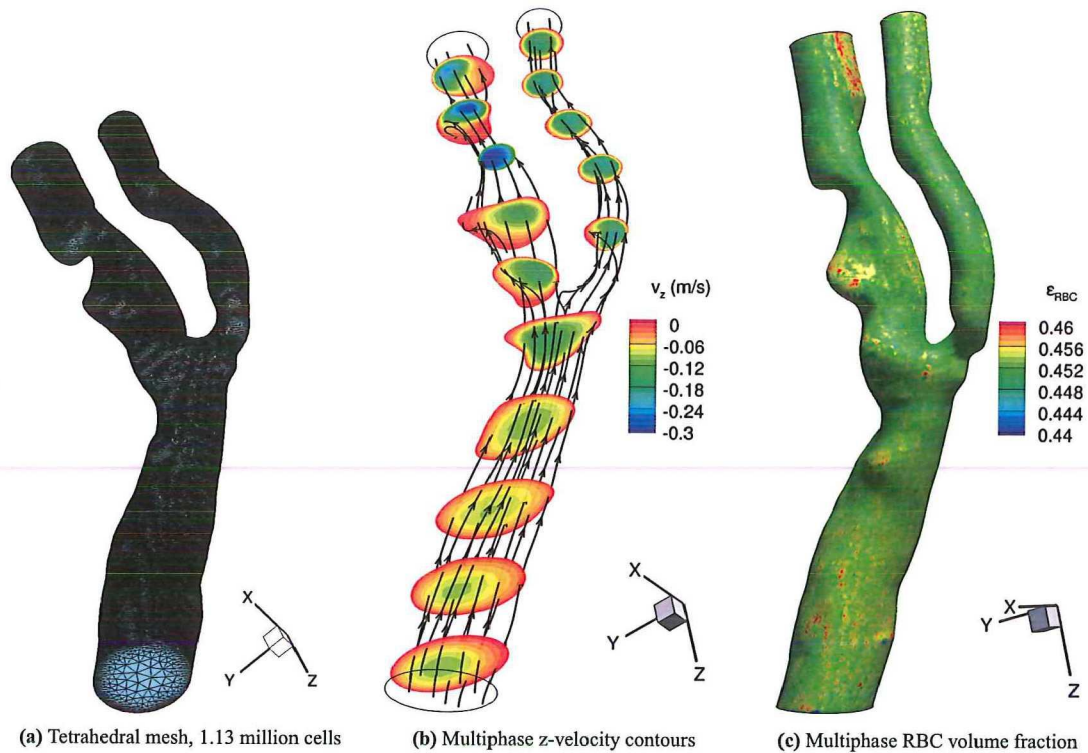 v_z (m/s)
0
-0.06
-0.12
-0.18
-0.24
-0.3
ε_RBC
0.46
0.456
0.452
0.448
0.444
0.44
X
Y
Z
X
Y
Z
X
Y
Z
(a) Tetrahedral mesh, 1.13 million cells
(b) Multiphase z-velocity contours
(c) Multiphase RBC volume fraction